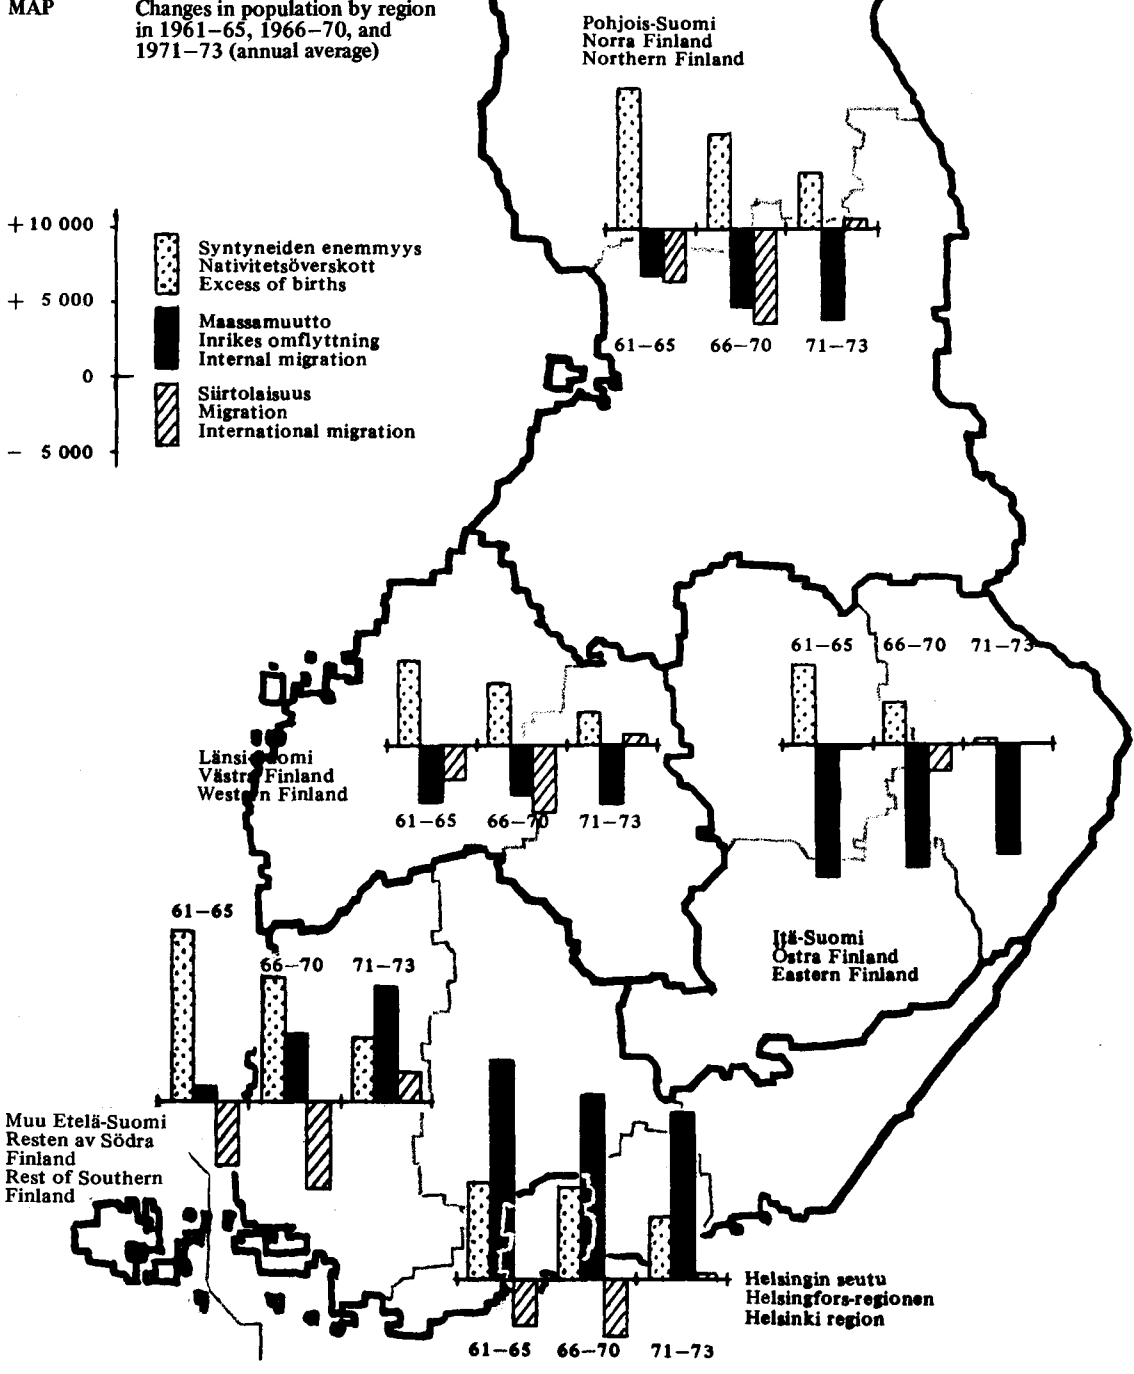 MAP
Changes in population by region
in 1961–65, 1966–70, and
1971–73 (annual average)
Pohjois-Suomi
Norra Finland
Northern Finland
+ 10 000
+ 5 000
0
– 5 000
Syntyneiden enemmyys
Nativitetsöverskott
Excess of births
Maassamuutto
Inrikes omflyttning
Internal migration
Siirtolaisuus
Migration
International migration
61–65 66–70 71–73
61–65 66–70 71–73
Länsi-Suomi
Västra Finland
Western Finland
61–65 66–70 71–73
61–65
66–70 71–73
Itä-Suomi
Östra Finland
Eastern Finland
Muu Etelä-Suomi
Resten av Södra
Finland
Rest of Southern
Finland
Helsingin seutu
Helsingfors-regionen
Helsinki region
61–65 66–70 71–73